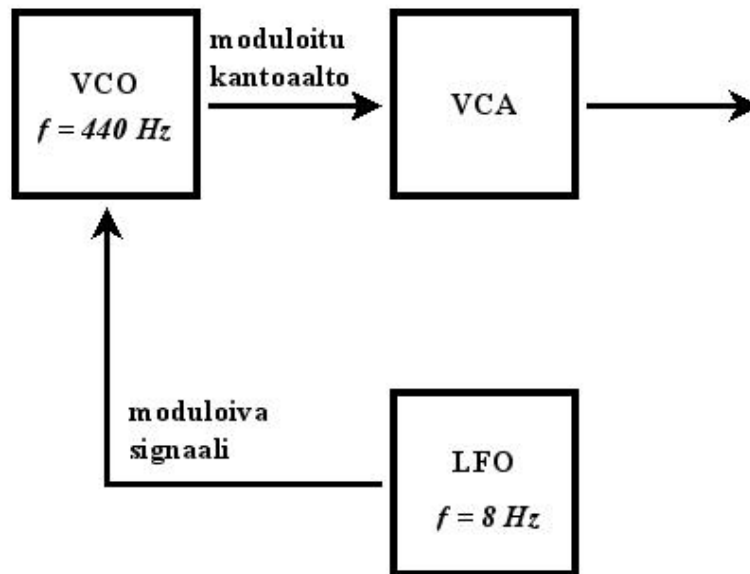 VCO
f = 440 Hz
moduloitu
kantoaalto
VCA
moduloiva
signaali
LFO
f = 8 Hz